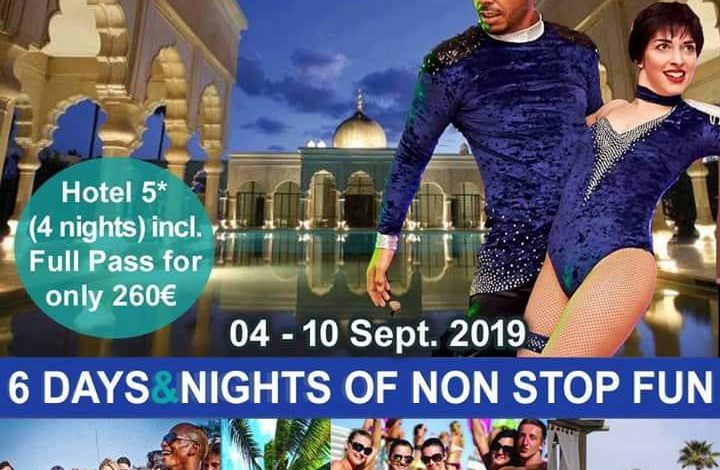 Hotel 5*
(4 nights) incl.
Full Pass for
only 260€
04 - 10 Sept. 2019
6 DAYS&NIGHTS OF NON STOP FUN